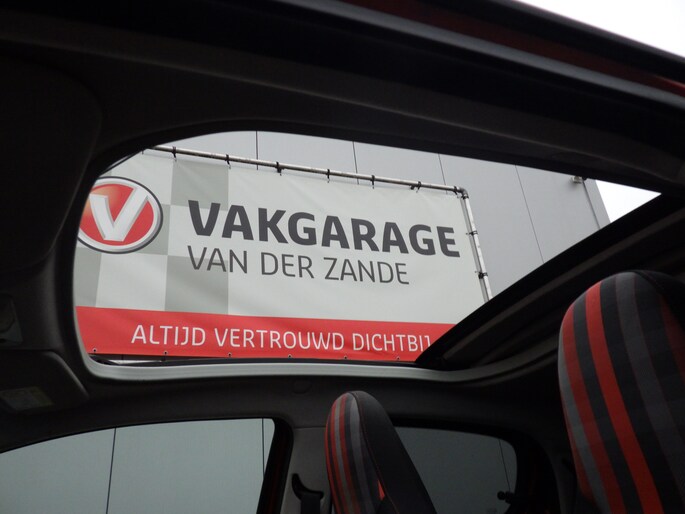 V
VAKGARAGE
VAN DER ZANDE
ALTIJD VERTROUWD DICHTBIJ